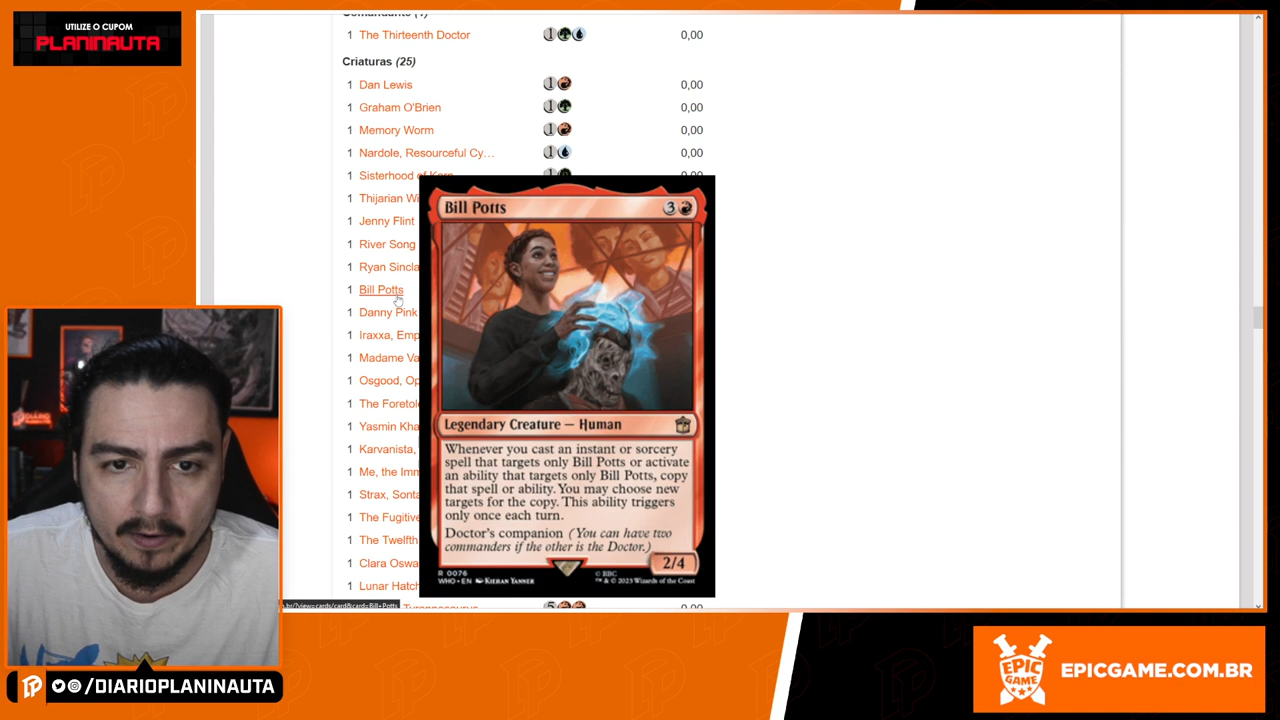 UTILIZE O CUPOM
PLANINAUTA
1 The Thirteenth Doctor 1 0,00
Criaturas (25)
1 Dan Lewis 1 0,00
1 Graham O'Brien 1 0,00
1 Memory Worm 1 0,00
1 Nardole, Resourceful Cy… 1 0,00
1 Sisterhood of Karn
1 Thijarian Wi
1 Jenny Flint
1 River Song
1 Ryan Sincla
1 Bill Potts
1 Danny Pink
1 Iraxxa, Emp
1 Madame Va
1 Osgood, Op
1 The Foretol
1 Yasmin Kha
1 Karvanista,
1 Me, the Imm
1 Strax, Sonta
1 The Fugitive
1 The Twelfth
1 Clara Oswa
1 Lunar Hatch
Bill Potts 3
Legendary Creature — Human
Whenever you cast an instant or sorcery
spell that targets only Bill Potts or activate
an ability that targets only Bill Potts, copy
that spell or ability. You may choose new
targets for the copy. This ability triggers
only once each turn.
Doctor's companion (You can have two
commanders if the other is the Doctor.)
2/4
R 0076
WHO • EN KIERAN YANNER
© BBC
™ & © 2023 Wizards of the Coast
/DIARIOPLANINAUTA
EPIC
GAME
EPICGAME.COM.BR